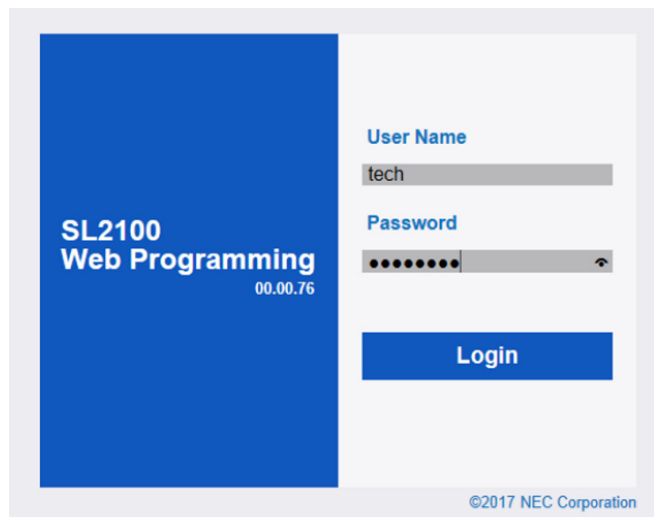 User Name
tech
Password
●●●●●●●●
Login
SL2100
Web Programming
00.00.76
©2017 NEC Corporation